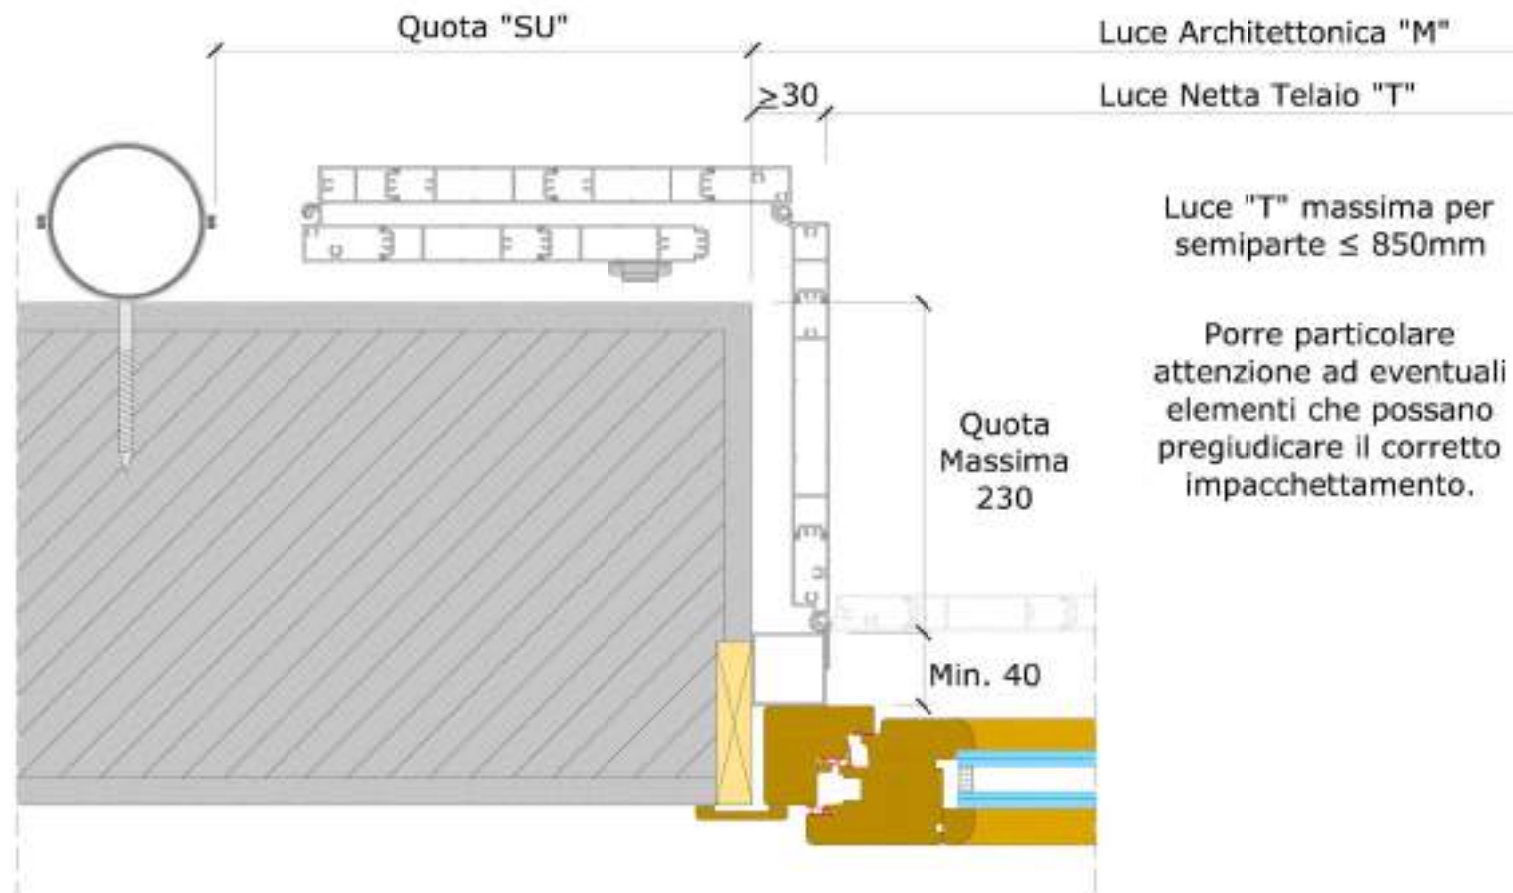 Quota "SU"
Luce Architettonica "M"
≥30
Luce Netta Telaio "T"
Luce "T" massima per
semiparte ≤ 850mm
Porre particolare
attenzione ad eventuali
elementi che possano
pregiudicare il corretto
impacchettamento.
Quota
Massima
230
Min. 40